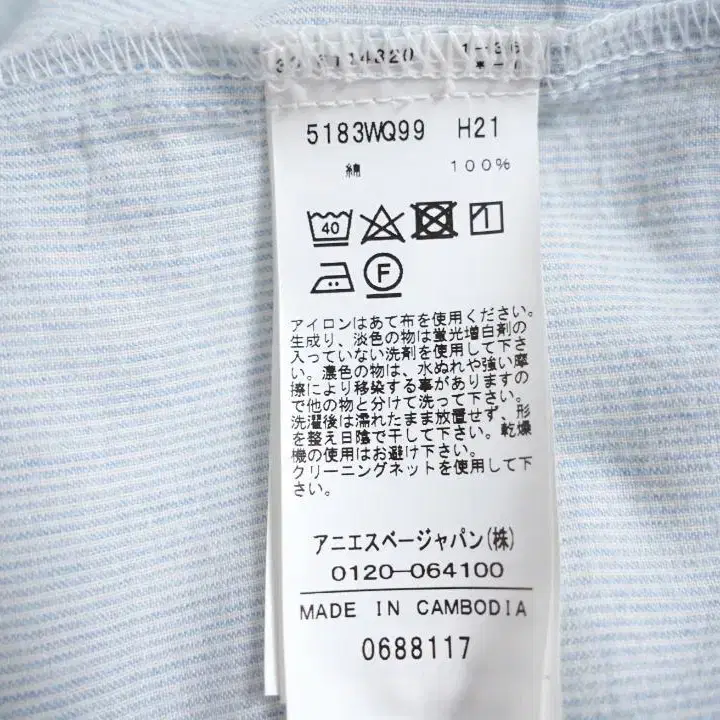 5183WQ99 H21
綿 100%
40
F
アイロンはあて布を使用ください。
生成り、淡色の物は蛍光増白剤の
入っていない洗剤を使用して下さ
い。濃色の物は、水ぬれや強い摩
擦により移染する事がありますの
で他の物と分けて洗って下さい。
洗濯後は濡れたまま放置せず、形
を整え日陰で干して下さい。乾燥
機の使用はお避け下さい。
クリーニングネットを使用して下
さい。
アニエスベージャパン(株)
0120-064100
MADE IN CAMBODIA
0688117